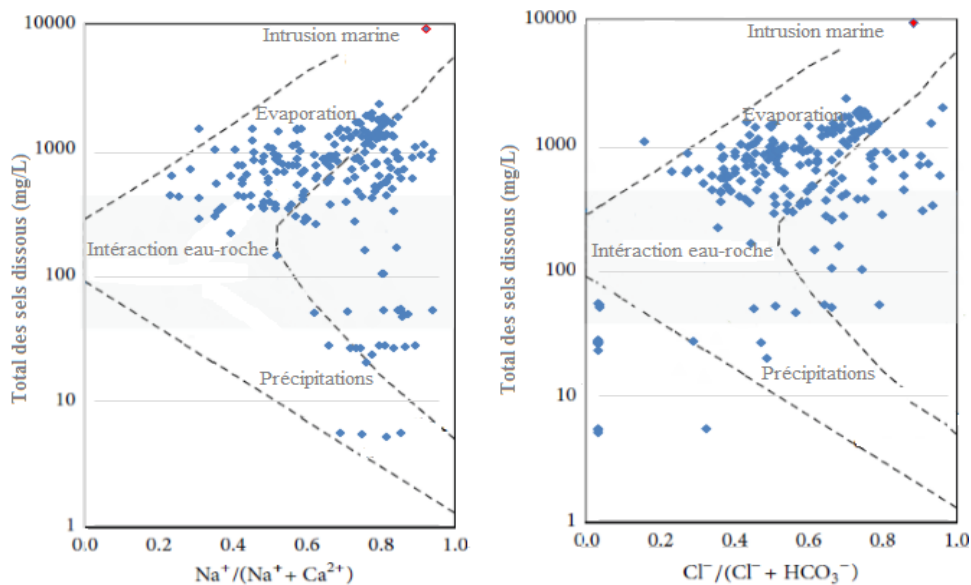 10000
1000
100
10
1
Total des sels dissous (mg/L)
Intrusion marine
Evaporation
Intéraction eau-roche
Précipitations
0.0 0.2 0.4 0.6 0.8 1.0
Na⁺/(Na⁺ + Ca²⁺)
10000
1000
100
10
1
Total des sels dissous (mg/L)
Intrusion marine
Evaporation
Intéraction eau-roche
Précipitations
0.0 0.2 0.4 0.6 0.8 1.0
Cl⁻/(Cl⁻ + HCO₃⁻)